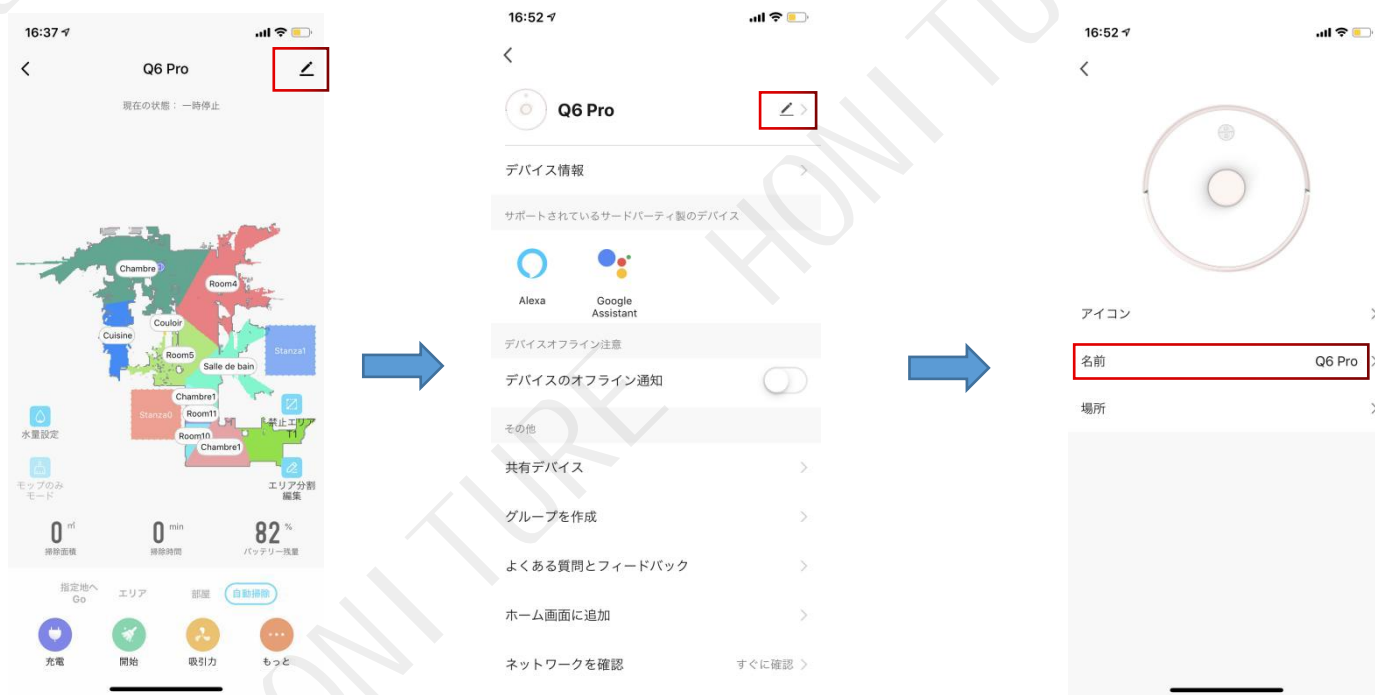 16:37
Q6 Pro
現在の状態： 一時停止
Chambre
Room4
Couloir
Cuisine
Room5
Salle de bain
Stanza1
Chambre1
Stanza0
Room11
禁止エリア
T1
Room10
Chambre1
水量設定
モップのみ
モード
エリア分割
編集
0 ㎡
掃除面積
0 min
掃除時間
82 %
バッテリー残量
指定地へ
Go
エリア
部屋
自動掃除
充電
開始
吸引力
もっと
16:52
Q6 Pro
デバイス情報
サポートされているサードパーティ製のデバイス
Alexa
Google
Assistant
デバイスオフライン注意
デバイスのオフライン通知
その他
共有デバイス
グループを作成
よくある質問とフィードバック
ホーム画面に追加
ネットワークを確認 すぐに確認
16:52
アイコン
名前 Q6 Pro
場所
HONI TURE HONI TU
ONI